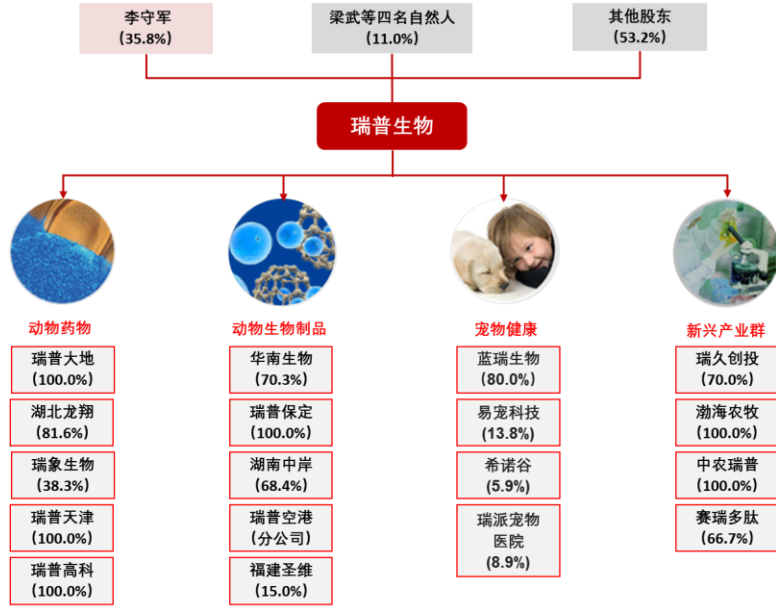 李守军
(35.8%)
梁武等四名自然人
(11.0%)
其他股东
(53.2%)
瑞普生物
动物药物
瑞普大地
(100.0%)
湖北龙翔
(81.6%)
瑞象生物
(38.3%)
瑞普天津
(100.0%)
瑞普高科
(100.0%)
动物生物制品
华南生物
(70.3%)
瑞普保定
(100.0%)
湖南中岸
(68.4%)
瑞普空港
(分公司)
福建圣维
(15.0%)
宠物健康
蓝瑞生物
(80.0%)
易宠科技
(13.8%)
希诺谷
(5.9%)
瑞派宠物
医院
(8.9%)
新兴产业群
瑞久创投
(70.0%)
渤海农牧
(100.0%)
中农瑞普
(100.0%)
赛瑞多肽
(66.7%)